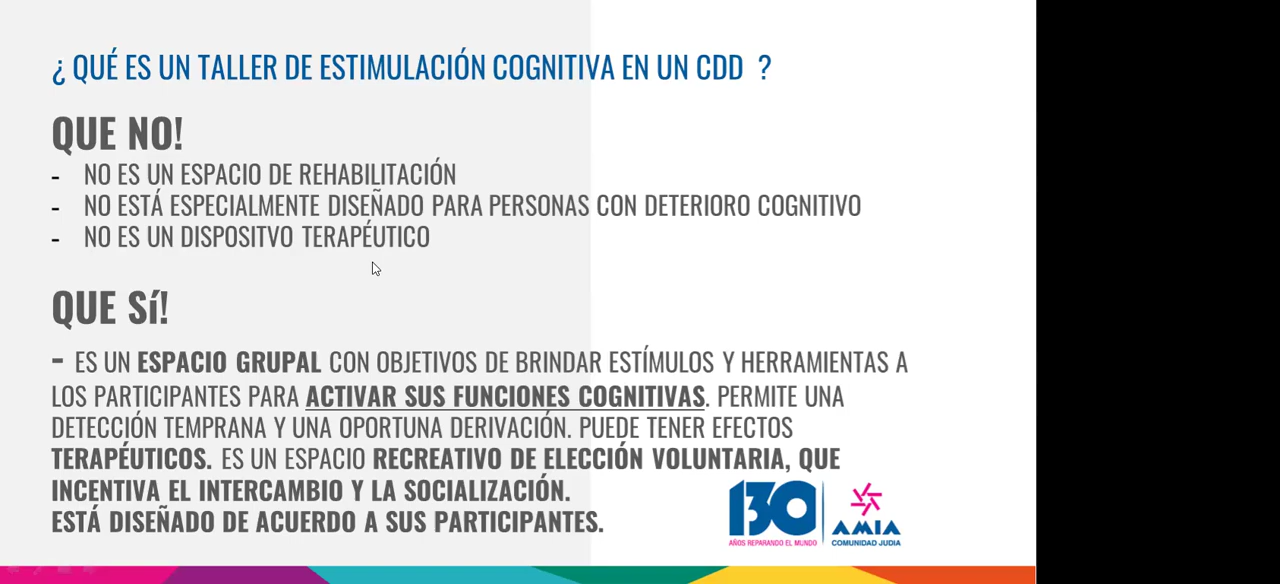 ¿ QUÉ ES UN TALLER DE ESTIMULACIÓN COGNITIVA EN UN CDD ?
QUE NO!
- NO ES UN ESPACIO DE REHABILITACIÓN
- NO ESTÁ ESPECIALMENTE DISEÑADO PARA PERSONAS CON DETERIORO COGNITIVO
- NO ES UN DISPOSITVO TERAPÉUTICO
QUE Sí!
- ES UN ESPACIO GRUPAL CON OBJETIVOS DE BRINDAR ESTÍMULOS Y HERRAMIENTAS A
LOS PARTICIPANTES PARA ACTIVAR SUS FUNCIONES COGNITIVAS. PERMITE UNA
DETECCIÓN TEMPRANA Y UNA OPORTUNA DERIVACIÓN. PUEDE TENER EFECTOS
TERAPÉUTICOS. ES UN ESPACIO RECREATIVO DE ELECCIÓN VOLUNTARIA, QUE
INCENTIVA EL INTERCAMBIO Y LA SOCIALIZACIÓN.
ESTÁ DISEÑADO DE ACUERDO A SUS PARTICIPANTES.
130
AÑOS REPARANDO EL MUNDO
AMIA
COMUNIDAD JUDIA